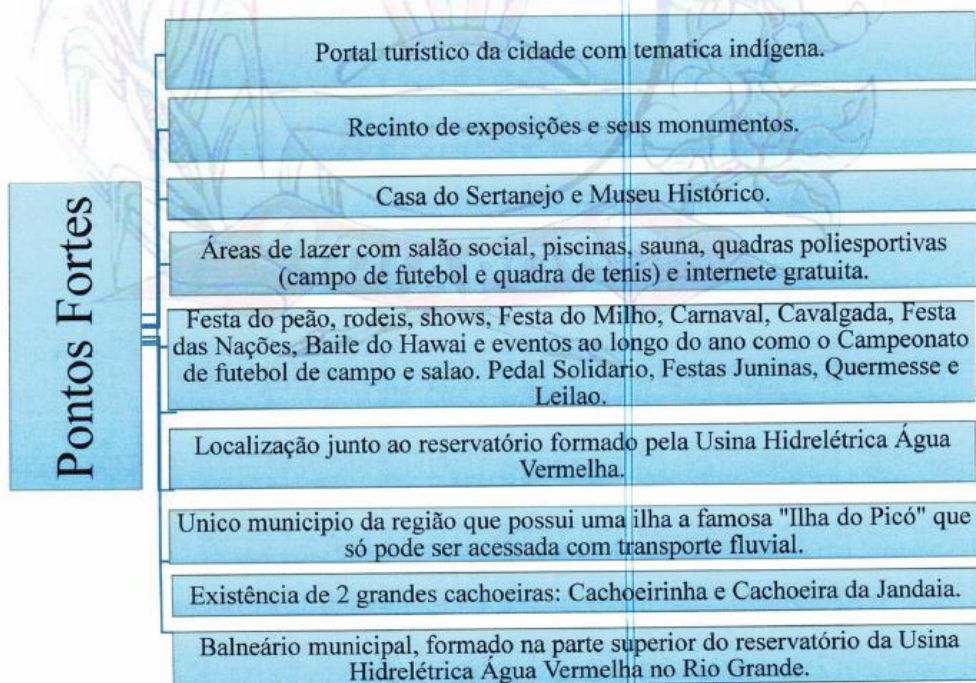 Pontos Fortes
Portal turístico da cidade com tematica indígena.
Recinto de exposições e seus monumentos.
Casa do Sertanejo e Museu Histórico.
Áreas de lazer com salão social, piscinas, sauna, quadras poliesportivas
(campo de futebol e quadra de tenis) e internete gratuita.
Festa do peão, rodeis, shows, Festa do Milho, Carnaval, Cavalgada, Festa
das Nações, Baile do Hawai e eventos ao longo do ano como o Campeonato
de futebol de campo e salao. Pedal Solidario, Festas Juninas, Quermesse e
Leilao.
Localização junto ao reservatório formado pela Usina Hidrelétrica Água
Vermelha.
Unico municipio da região que possui uma ilha a famosa "Ilha do Picó" que
só pode ser acessada com transporte fluvial.
Existência de 2 grandes cachoeiras: Cachoeirinha e Cachoeira da Jandaia.
Balneário municipal, formado na parte superior do reservatório da Usina
Hidrelétrica Água Vermelha no Rio Grande.